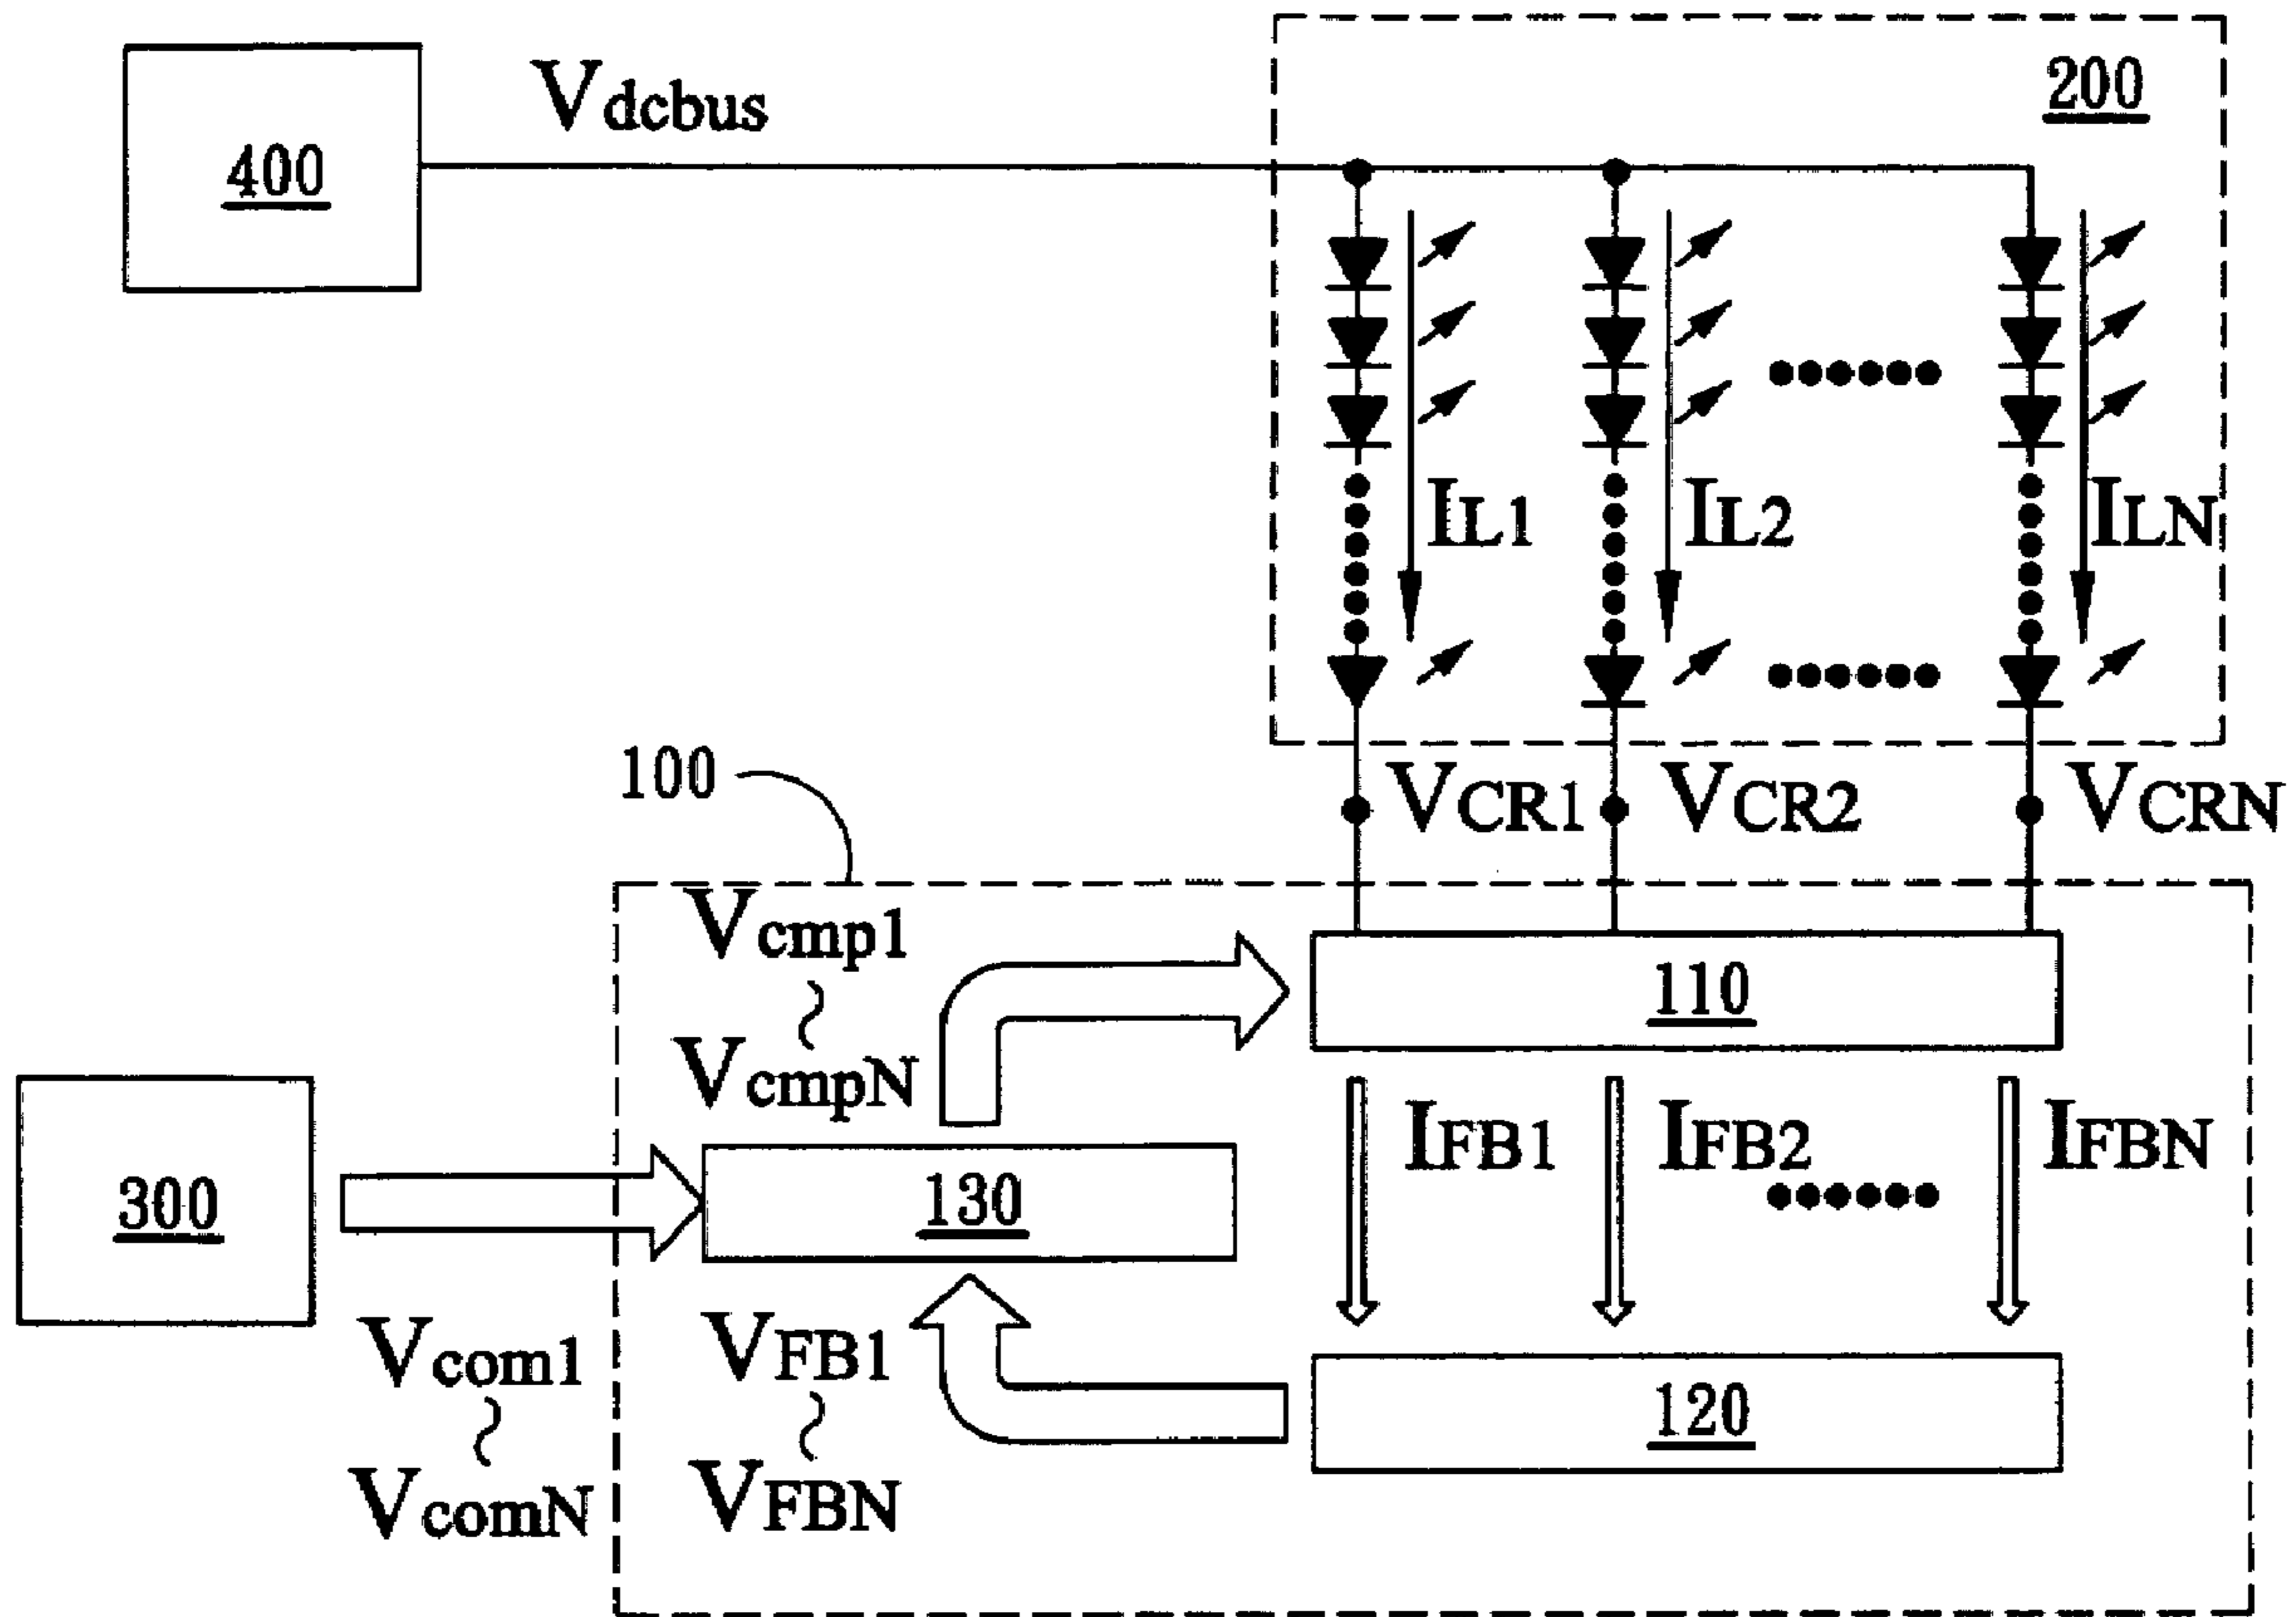 400
Vdcbus
200
IL1
IL2
ILN
100
VCR1
VCR2
VCRN
Vcmp1
~
VcmpN
110
300
130
IFB1
IFB2
IFBN
Vcom1
~
VcomN
VFB1
~
VFBN
120